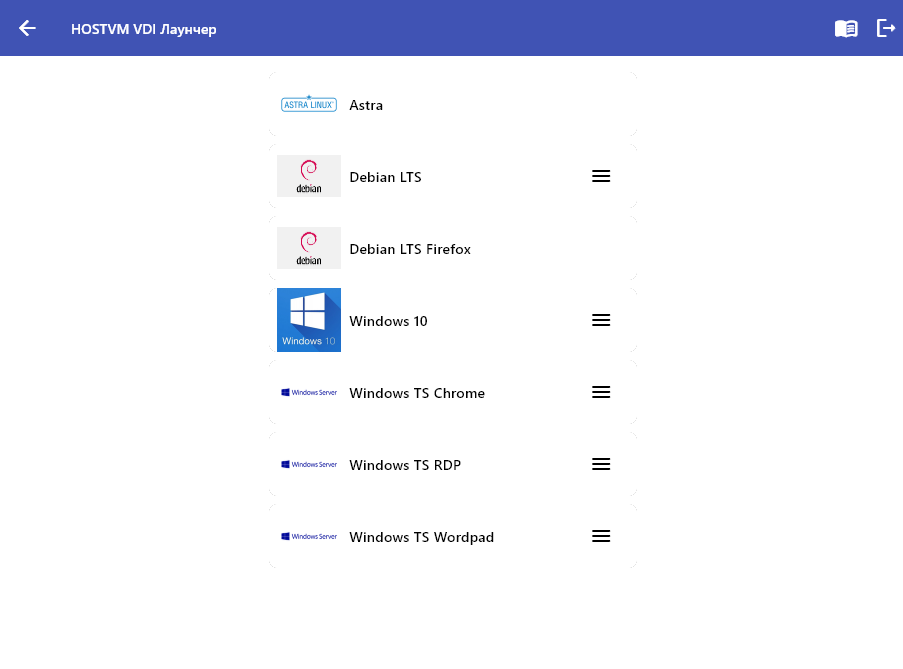 HOSTVM VDI Лаунчер
ASTRA LINUX
Astra
debian
Debian LTS
debian
Debian LTS Firefox
Windows 10
Windows 10
Windows Server
Windows TS Chrome
Windows Server
Windows TS RDP
Windows Server
Windows TS Wordpad